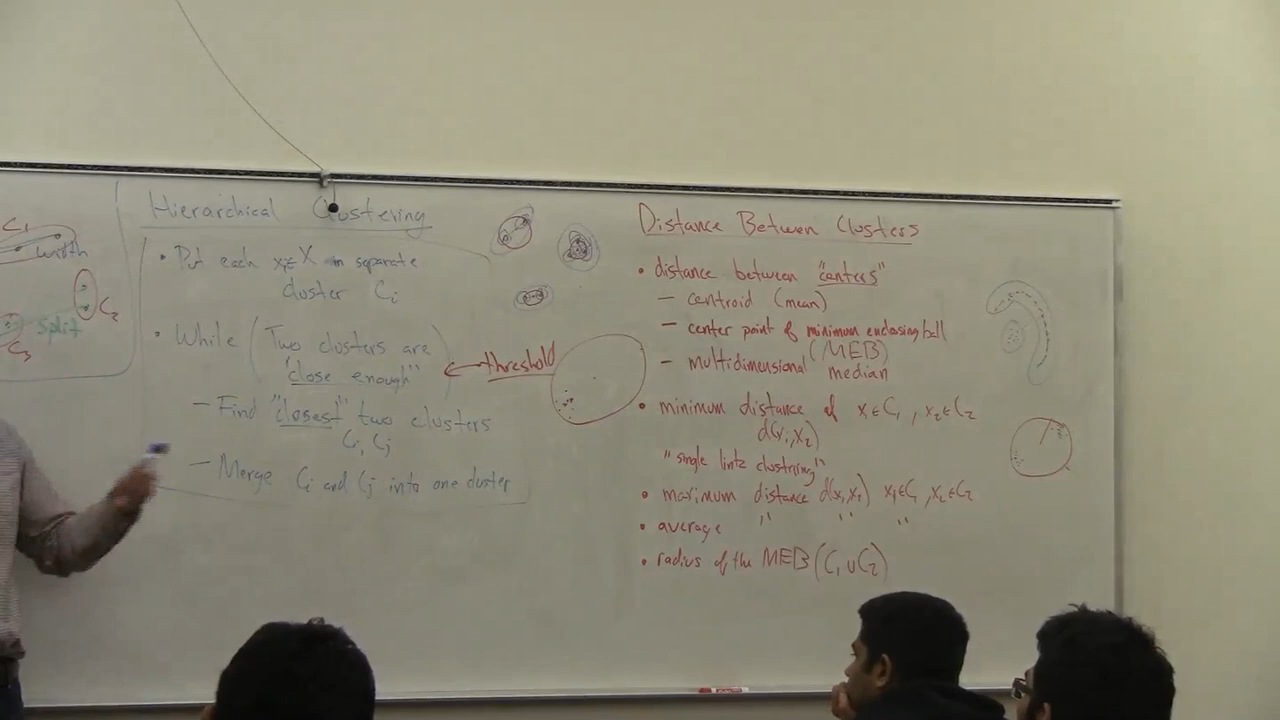 C1
width
C2
split
C3
Hierarchical Clustering
• Put each xi∈X in separate
cluster Ci
• While (Two clusters are
"close enough")
← threshold
– Find "closest" two clusters
Ci, Cj
– Merge Ci and Cj into one cluster
Distance Between Clusters
• distance between "centers"
– centroid (mean)
– center point of minimum enclosing ball
(MEB)
– multidimensional median
• minimum distance of x1∈C1, x2∈C2
d(x1,x2)
"single link clustering"
• maximum distance d(x1,x2) x1∈C1, x2∈C2
• average " " "
• radius of the MEB(C1∪C2)